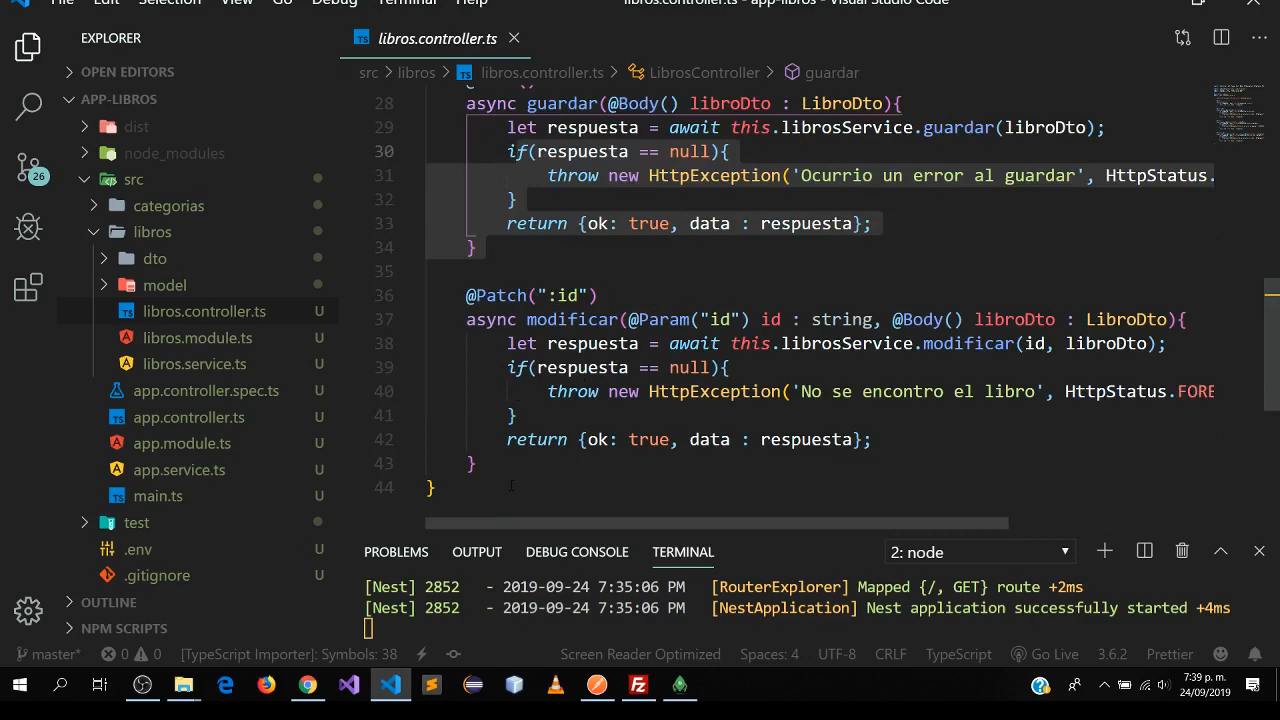 File Edit Selection View Go Debug Terminal Help libros.controller.ts - app-libros - Visual Studio Code
EXPLORER
OPEN EDITORS
APP-LIBROS
dist
node_modules
src
categorias
libros
dto
model
libros.controller.ts U
libros.module.ts U
libros.service.ts U
app.controller.spec.ts U
app.controller.ts U
app.module.ts U
app.service.ts U
main.ts U
test
.env U
.gitignore U
OUTLINE
NPM SCRIPTS
26
TS libros.controller.ts
src libros TS libros.controller.ts LibrosController guardar
28 async guardar(@Body() libroDto : LibroDto){
29 let respuesta = await this.librosService.guardar(libroDto);
30 if(respuesta == null){
31 throw new HttpException('Ocurrio un error al guardar', HttpStatus.
32 }
33 return {ok: true, data : respuesta};
34 }
35
36 @Patch(":id")
37 async modificar(@Param("id") id : string, @Body() libroDto : LibroDto){
38 let respuesta = await this.librosService.modificar(id, libroDto);
39 if(respuesta == null){
40 throw new HttpException('No se encontro el libro', HttpStatus.FORE
41 }
42 return {ok: true, data : respuesta};
43 }
44 }
PROBLEMS OUTPUT DEBUG CONSOLE TERMINAL 2: node
[Nest] 2852 - 2019-09-24 7:35:06 PM [RouterExplorer] Mapped {/, GET} route +2ms
[Nest] 2852 - 2019-09-24 7:35:06 PM [NestApplication] Nest application successfully started +4ms
master* 0 0 [TypeScript Importer]: Symbols: 38 Screen Reader Optimized Spaces: 4 UTF-8 CRLF TypeScript Go Live 3.6.2 Prettier
7:39 p. m.
24/09/2019